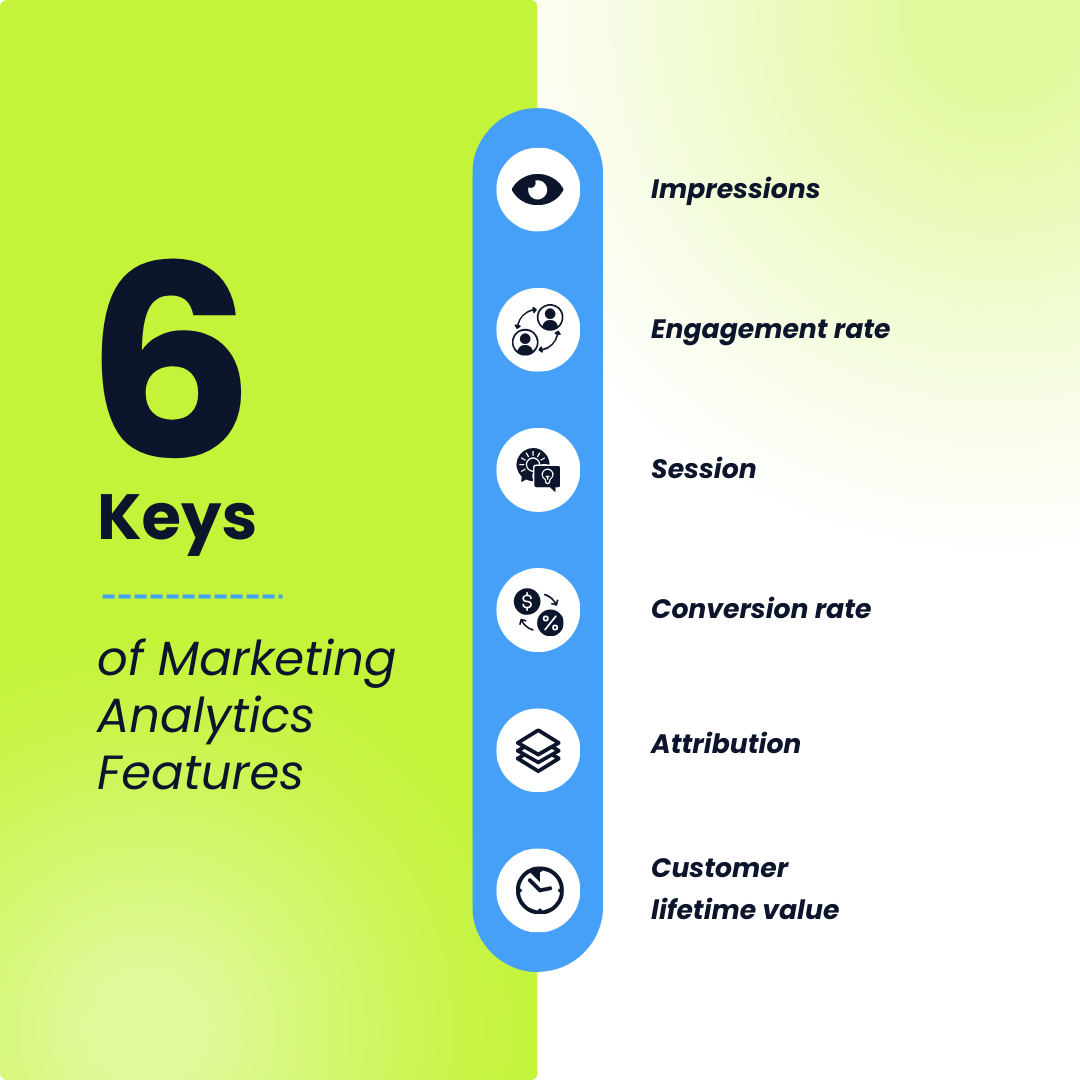 6
Keys
of Marketing
Analytics
Features
Impressions
Engagement rate
Session
Conversion rate
Attribution
Customer
lifetime value